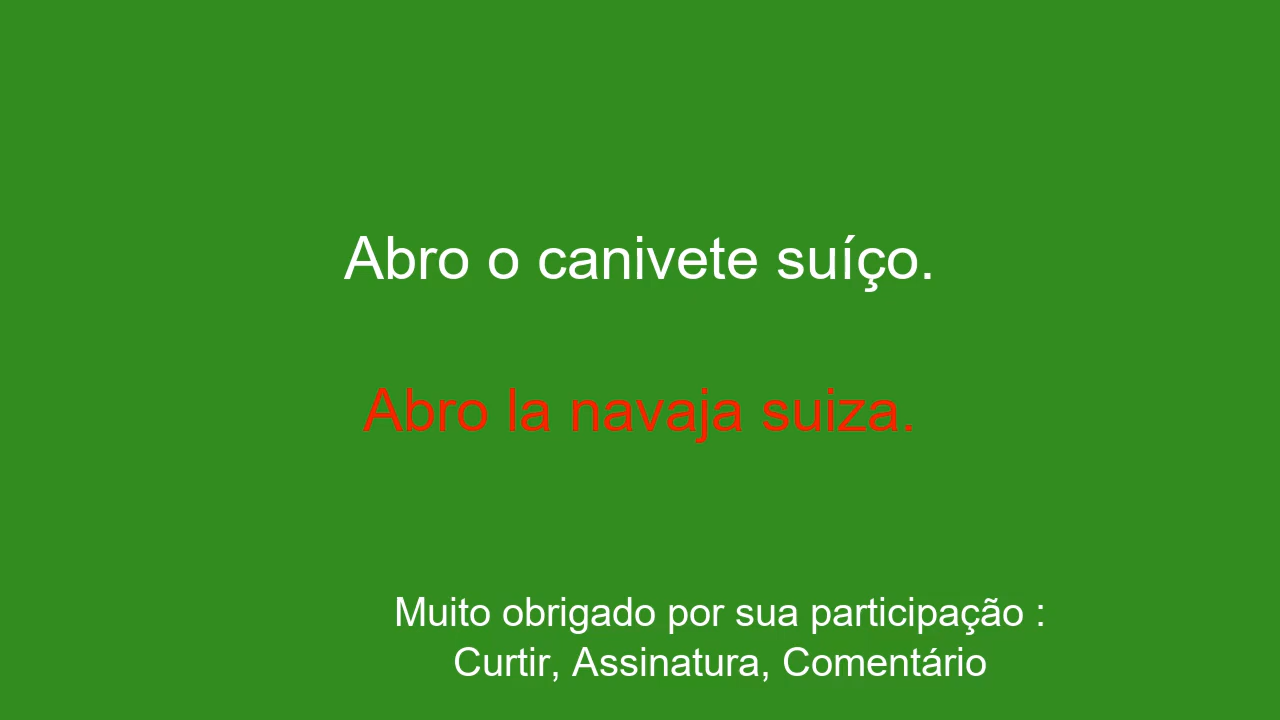 Abro o canivete suíço.
Abro la navaja suiza.
Muito obrigado por sua participação :
Curtir, Assinatura, Comentário